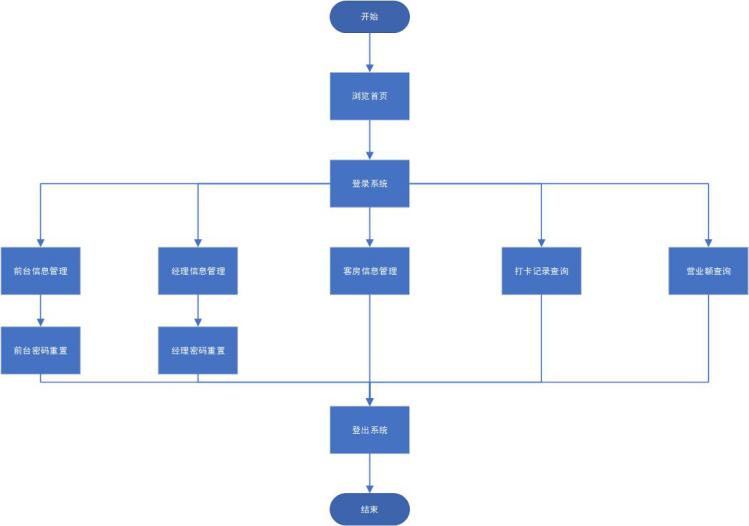 开始
浏览首页
登录系统
前台信息管理
经理信息管理
客房信息管理
打卡记录查询
营业额查询
前台密码重置
经理密码重置
登出系统
结束